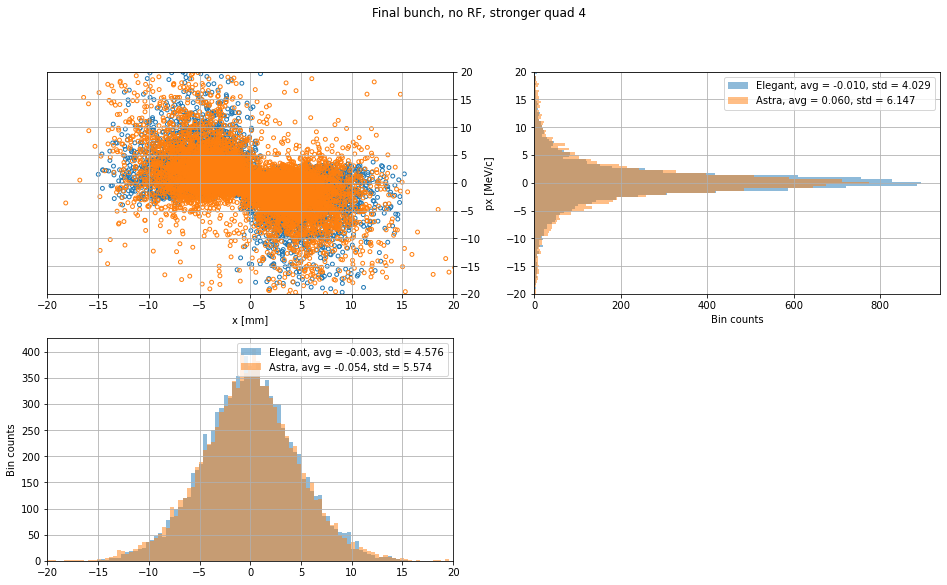 Final bunch, no RF, stronger quad 4
20
15
10
5
0
−5
−10
−15
−20
−20 −15 −10 −5 0 5 10 15 20
x [mm]
px [MeV/c]
20
15
10
5
0
−5
−10
−15
−20
Elegant, avg = -0.010, std = 4.029
Astra, avg = 0.060, std = 6.147
0 200 400 600 800
Bin counts
Bin counts
400
350
300
250
200
150
100
50
0
Elegant, avg = -0.003, std = 4.576
Astra, avg = -0.054, std = 5.574
−20 −15 −10 −5 0 5 10 15 20